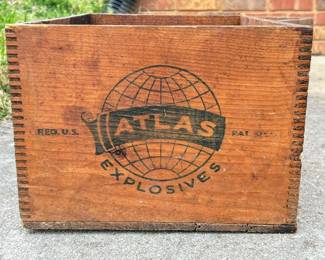 REG. U.S. ATLAS PAT. OFF.
EXPLOSIVES